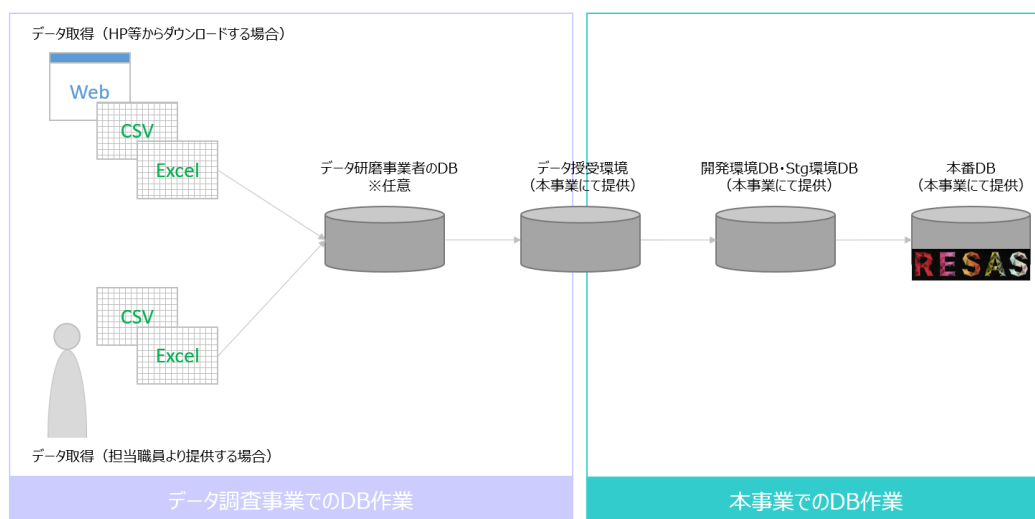 データ取得（HP等からダウンロードする場合）
Web
CSV
Excel
データ研磨事業者のDB
※任意
データ授受環境
（本事業にて提供）
開発環境DB・Stg環境DB
（本事業にて提供）
本番DB
（本事業にて提供）
RESAS
CSV
Excel
データ取得（担当職員より提供する場合）
データ調査事業でのDB作業
本事業でのDB作業